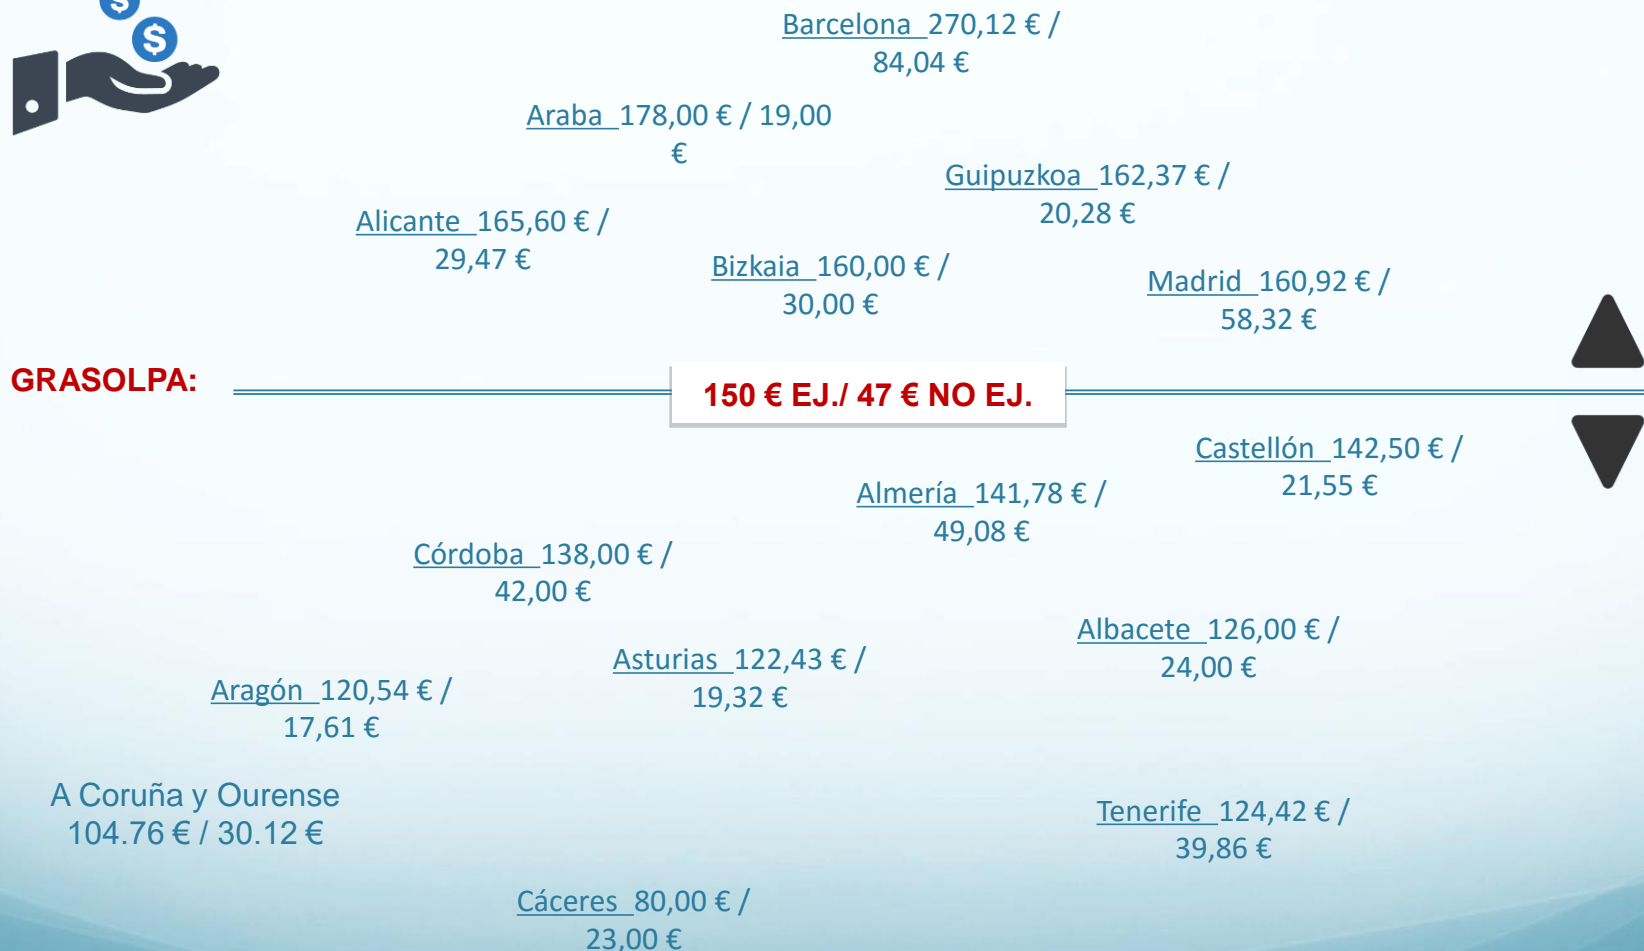 $
$
Barcelona 270,12 € /
84,04 €
Araba 178,00 € / 19,00
€
Guipuzkoa 162,37 € /
20,28 €
Alicante 165,60 € /
29,47 €
Bizkaia 160,00 € /
30,00 €
Madrid 160,92 € /
58,32 €
GRASOLPA:
150 € EJ./ 47 € NO EJ.
Castellón 142,50 € /
21,55 €
Almería 141,78 € /
49,08 €
Córdoba 138,00 € /
42,00 €
Albacete 126,00 € /
24,00 €
Asturias 122,43 € /
19,32 €
Aragón 120,54 € /
17,61 €
A Coruña y Ourense
104.76 € / 30.12 €
Tenerife 124,42 € /
39,86 €
Cáceres 80,00 € /
23,00 €